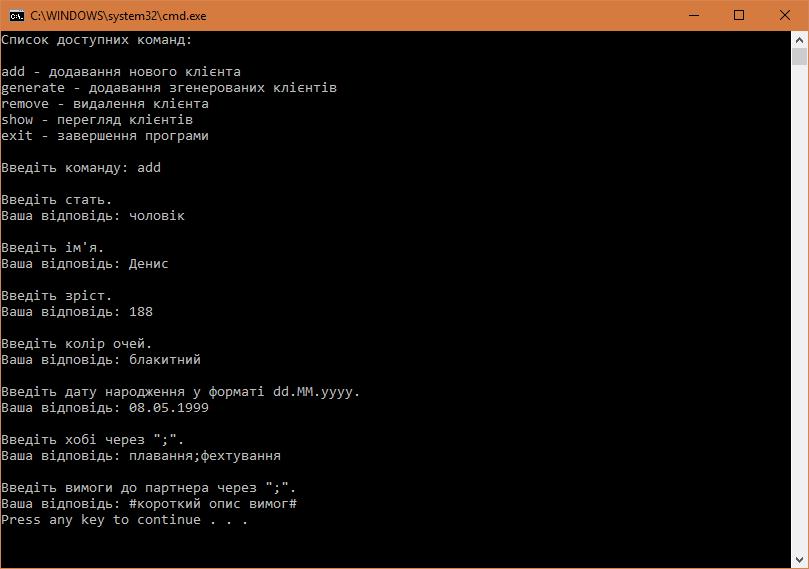 C:\WINDOWS\system32\cmd.exe
Список доступних команд:
add - додавання нового клієнта
generate - додавання згенерованих клієнтів
remove - видалення клієнта
show - перегляд клієнтів
exit - завершення програми
Введіть команду: add
Введіть стать.
Ваша відповідь: чоловік
Введіть ім'я.
Ваша відповідь: Денис
Введіть зріст.
Ваша відповідь: 188
Введіть колір очей.
Ваша відповідь: блакитний
Введіть дату народження у форматі dd.MM.yyyy.
Ваша відповідь: 08.05.1999
Введіть хобі через ";".
Ваша відповідь: плавання;фехтування
Введіть вимоги до партнера через ";".
Ваша відповідь: #короткий опис вимог#
Press any key to continue . . .